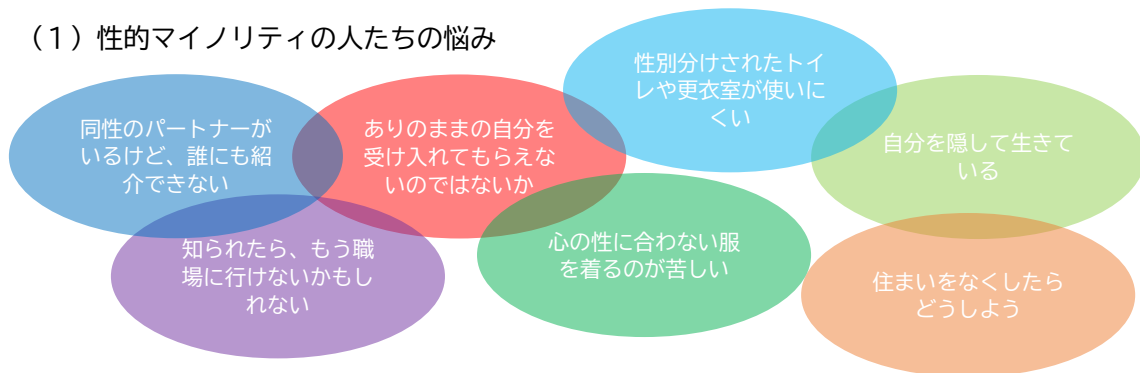 （１）性的マイノリティの人たちの悩み
同性のパートナーが
いるけど、誰にも紹
介できない
ありのままの自分を
受け入れてもらえな
いのではないか
性別分けされたトイ
レや更衣室が使いに
くい
自分を隠して生きて
いる
知られたら、もう職
場に行けないかもし
れない
心の性に合わない服
を着るのが苦しい
住まいをなくしたら
どうしよう